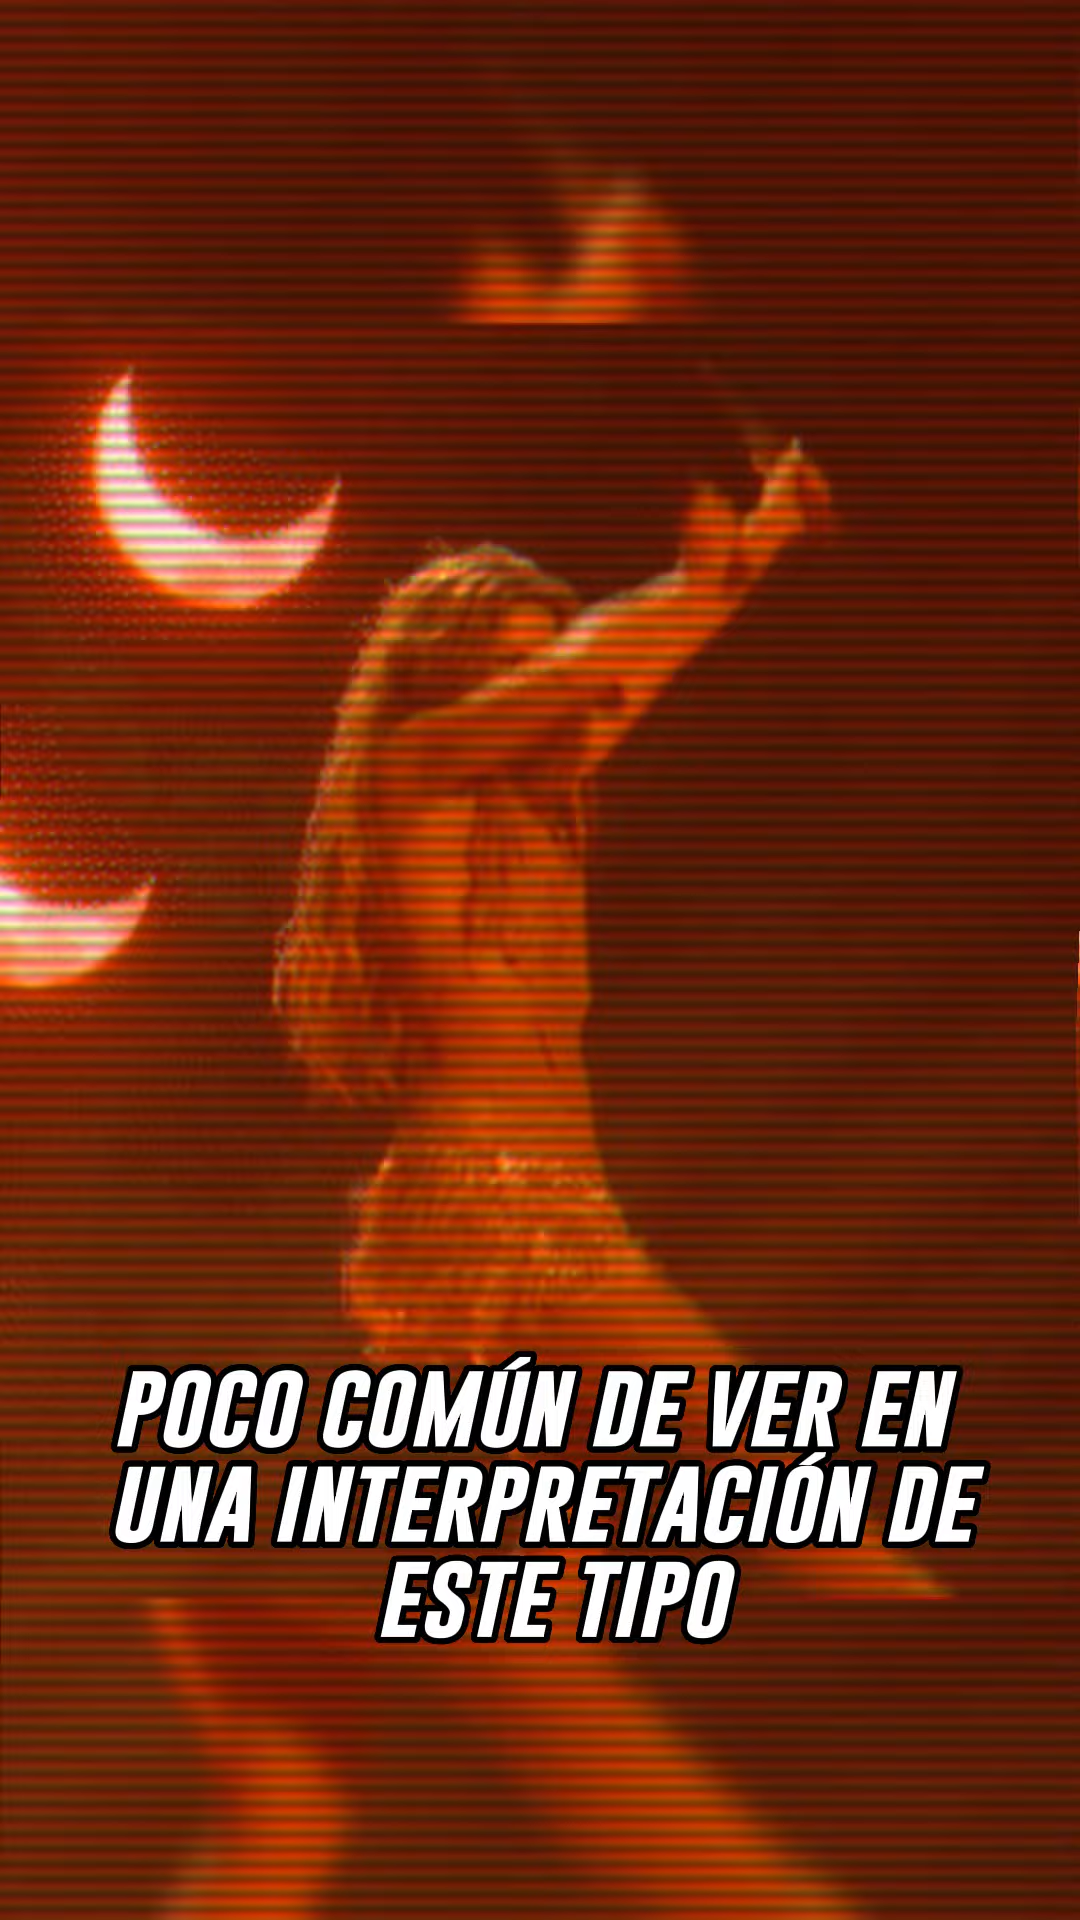 POCO COMÚN DE VER EN
UNA INTERPRETACIÓN DE
ESTE TIPO